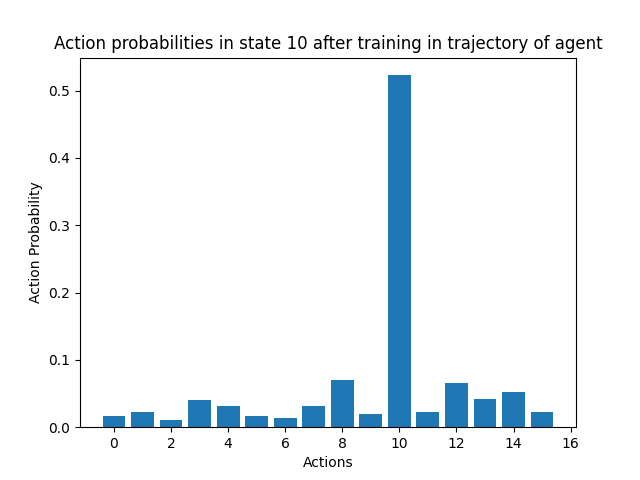 Action probabilities in state 10 after training in trajectory of agent
0.5
0.4
0.3
0.2
0.1
0.0
Action Probability
0 2 4 6 8 10 12 14 16
Actions